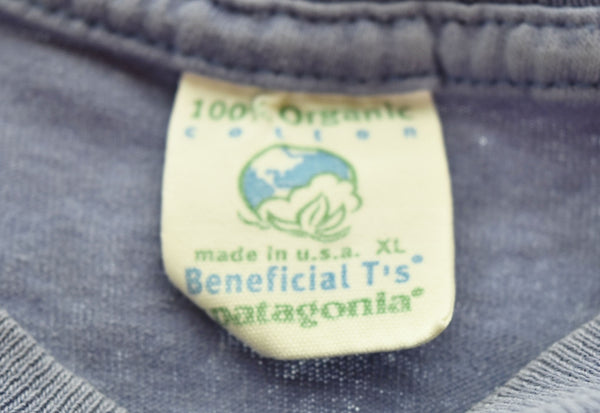 100% Organic
cotton
made in u.s.a. XL
Beneficial T's®
patagonia®